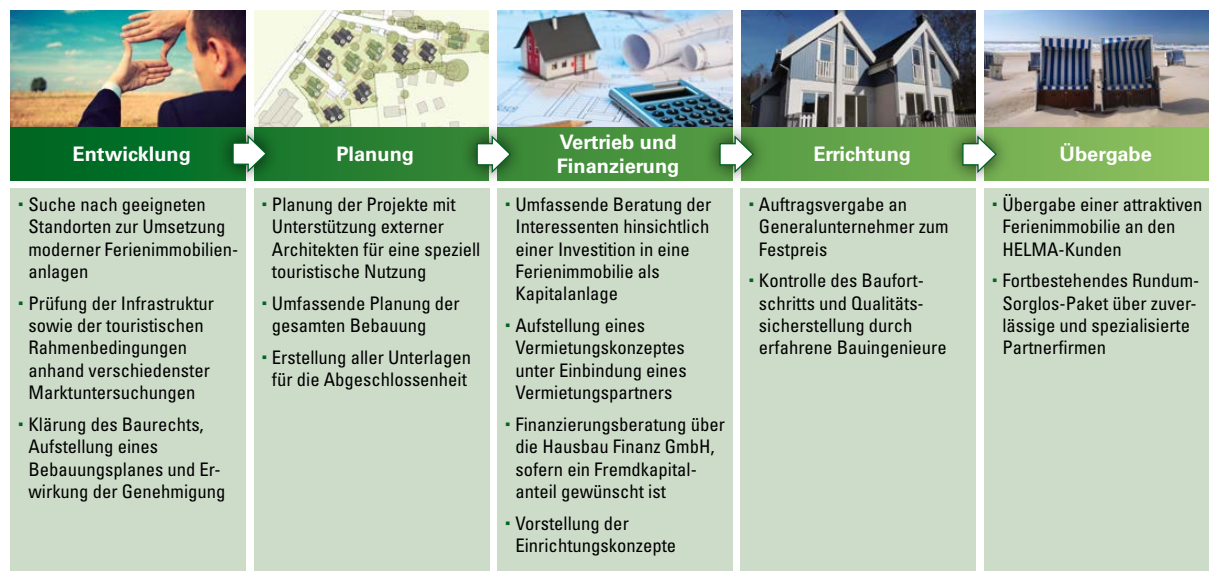 Entwicklung
Planung
Vertrieb und
Finanzierung
Errichtung
Übergabe
▪ Suche nach geeigneten
Standorten zur Umsetzung
moderner Ferienimmobilien-
anlagen
▪ Prüfung der Infrastruktur
sowie der touristischen
Rahmenbedingungen
anhand verschiedenster
Marktuntersuchungen
▪ Klärung des Baurechts,
Aufstellung eines
Bebauungsplanes und Er-
wirkung der Genehmigung
▪ Planung der Projekte mit
Unterstützung externer
Architekten für eine speziell
touristische Nutzung
▪ Umfassende Planung der
gesamten Bebauung
▪ Erstellung aller Unterlagen
für die Abgeschlossenheit
▪ Umfassende Beratung der
Interessenten hinsichtlich
einer Investition in eine
Ferienimmobilie als
Kapitalanlage
▪ Aufstellung eines
Vermietungskonzeptes
unter Einbindung eines
Vermietungspartners
▪ Finanzierungsberatung über
die Hausbau Finanz GmbH,
sofern ein Fremdkapital-
anteil gewünscht ist
▪ Vorstellung der
Einrichtungskonzepte
▪ Auftragsvergabe an
Generalunternehmer zum
Festpreis
▪ Kontrolle des Baufort-
schritts und Qualitäts-
sicherstellung durch
erfahrene Bauingenieure
▪ Übergabe einer attraktiven
Ferienimmobilie an den
HELMA-Kunden
▪ Fortbestehendes Rundum-
Sorglos-Paket über zuver-
lässige und spezialisierte
Partnerfirmen